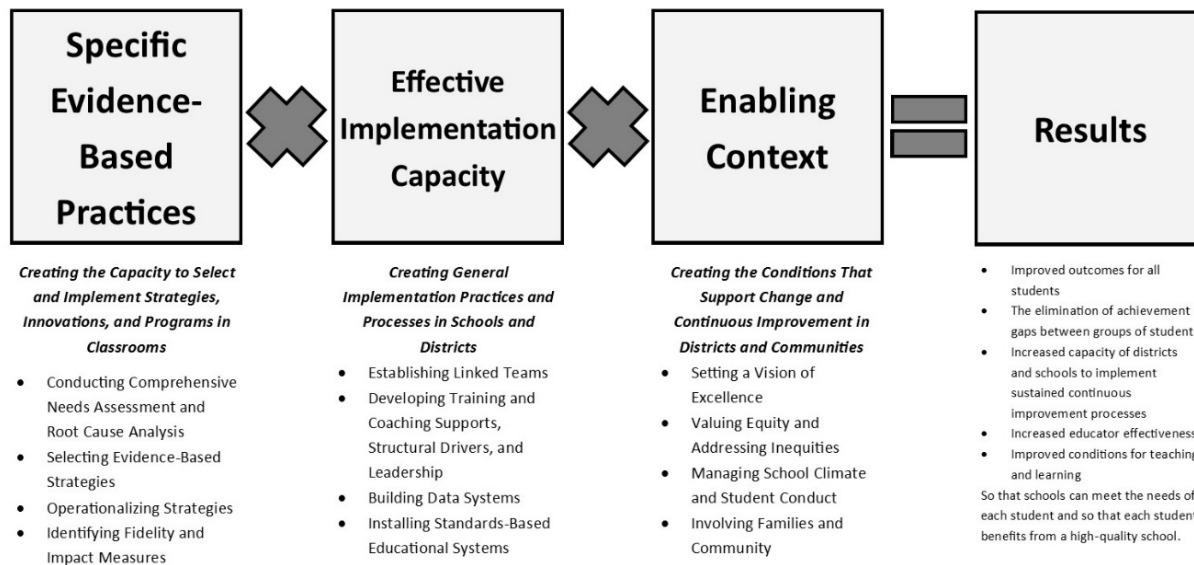 Specific
Evidence-
Based
Practices
Effective
Implementation
Capacity
Enabling
Context
Results
Creating the Capacity to Select
and Implement Strategies,
Innovations, and Programs in
Classrooms
• Conducting Comprehensive
Needs Assessment and
Root Cause Analysis
• Selecting Evidence-Based
Strategies
• Operationalizing Strategies
• Identifying Fidelity and
Impact Measures
Creating General
Implementation Practices and
Processes in Schools and
Districts
• Establishing Linked Teams
• Developing Training and
Coaching Supports,
Structural Drivers, and
Leadership
• Building Data Systems
• Installing Standards-Based
Educational Systems
Creating the Conditions That
Support Change and
Continuous Improvement in
Districts and Communities
• Setting a Vision of
Excellence
• Valuing Equity and
Addressing Inequities
• Managing School Climate
and Student Conduct
• Involving Families and
Community
• Improved outcomes for all
students
• The elimination of achievement
gaps between groups of student
• Increased capacity of districts
and schools to implement
sustained continuous
improvement processes
• Increased educator effectiveness
• Improved conditions for teaching
and learning
So that schools can meet the needs of
each student and so that each student
benefits from a high-quality school.